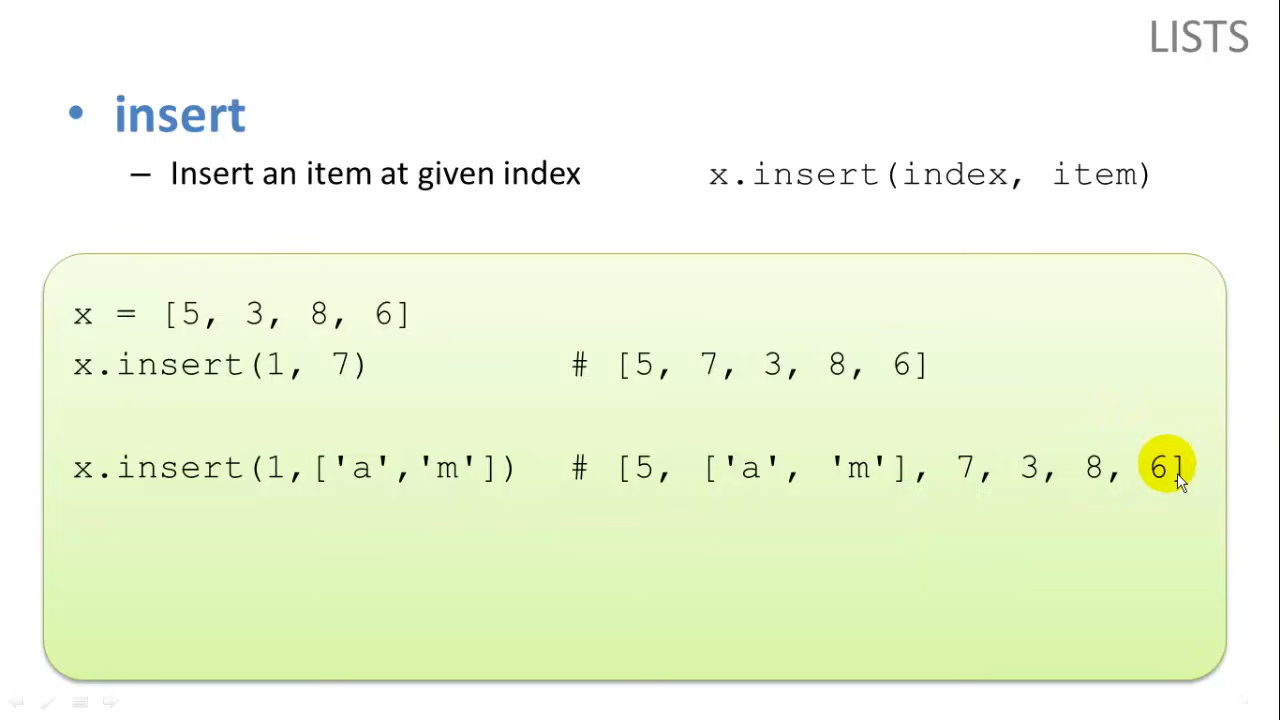 LISTS
• insert
– Insert an item at given index x.insert(index, item)
x = [5, 3, 8, 6]
x.insert(1, 7) # [5, 7, 3, 8, 6]
x.insert(1,['a','m']) # [5, ['a', 'm'], 7, 3, 8, 6]